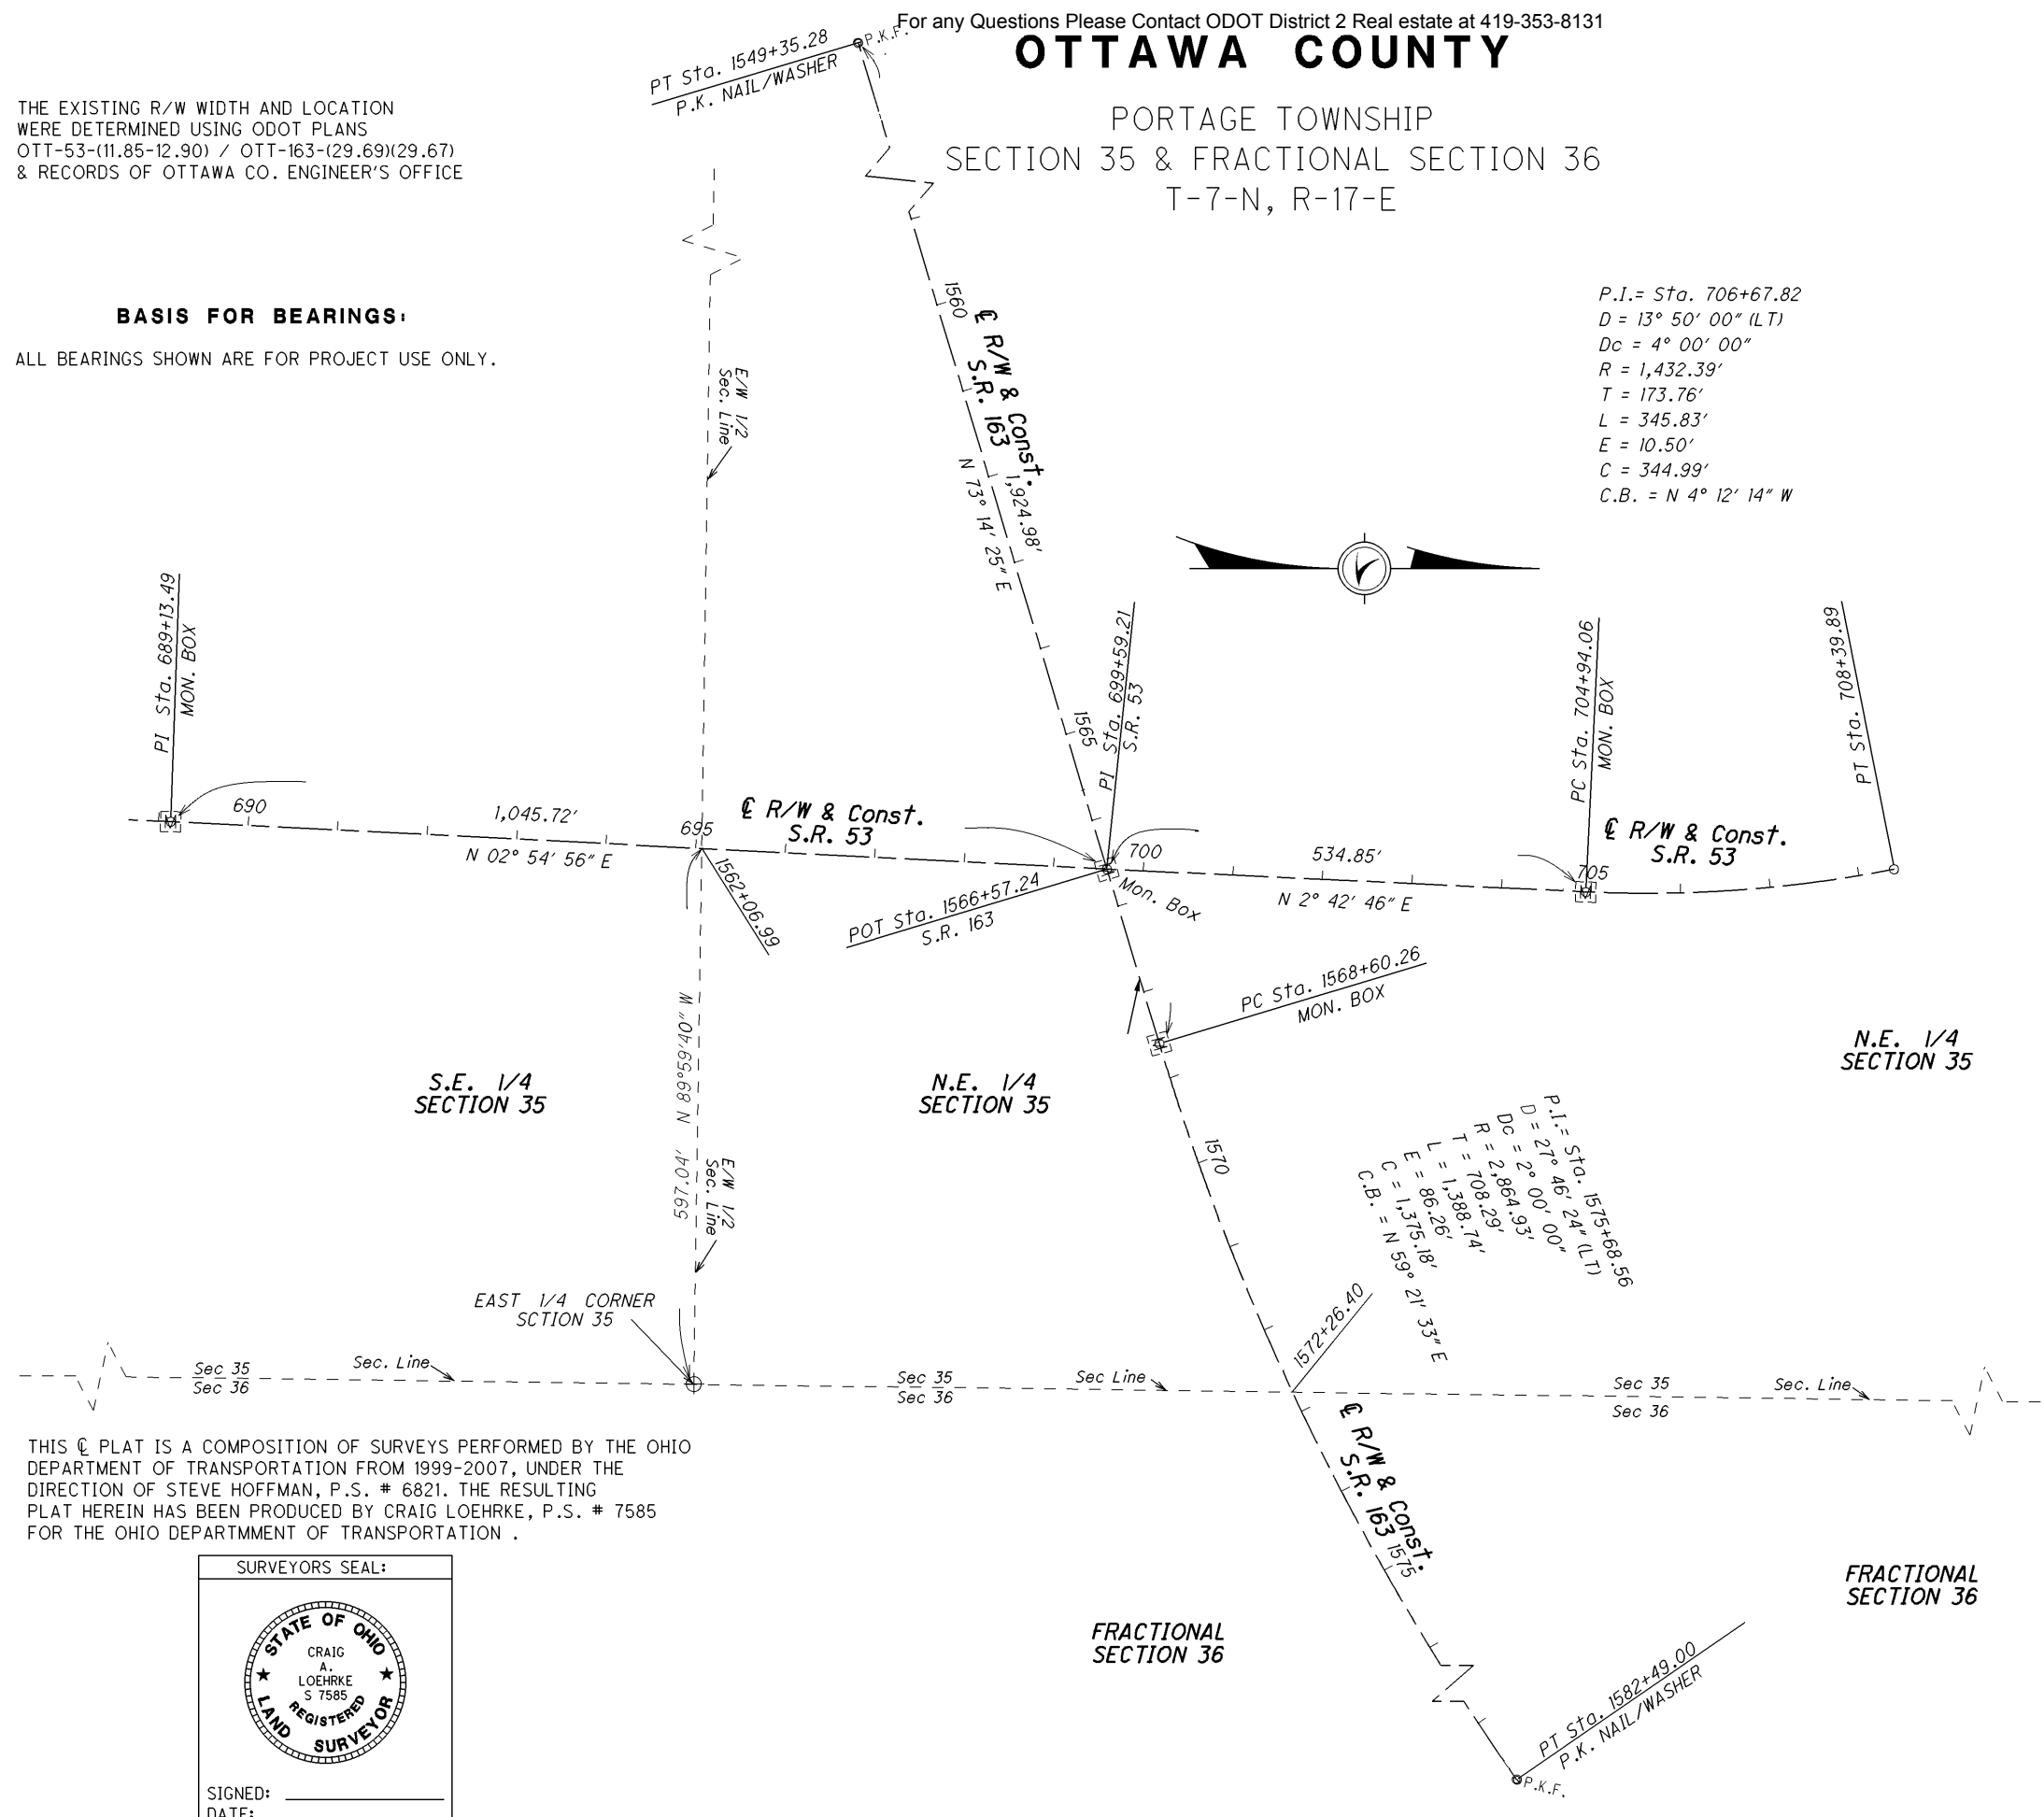 For any Questions Please Contact ODOT District 2 Real estate at 419-353-8131
OTTAWA COUNTY
PORTAGE TOWNSHIP
SECTION 35 & FRACTIONAL SECTION 36
T-7-N, R-17-E
PT Sta. 1549+35.28
P.K. NAIL/WASHER
P.K.F.
THE EXISTING R/W WIDTH AND LOCATION
WERE DETERMINED USING ODOT PLANS
OTT-53-(11.85-12.90) / OTT-163-(29.69)(29.67)
& RECORDS OF OTTAWA CO. ENGINEER'S OFFICE
BASIS FOR BEARINGS:
ALL BEARINGS SHOWN ARE FOR PROJECT USE ONLY.
P.I.= Sta. 706+67.82
D = 13° 50' 00" (LT)
Dc = 4° 00' 00"
R = 1,432.39'
T = 173.76'
L = 345.83'
E = 10.50'
C = 344.99'
C.B. = N 4° 12' 14" W
1560
℄ R/W & Const.
S.R. 163
1,924.98'
N 73° 14' 25" E
1565
E/W 1/2
Sec. Line
PI Sta. 689+13.49
MON. BOX
PI Sta. 699+59.21
S.R. 53
PC Sta. 704+94.06
MON. BOX
PT Sta. 708+39.89
690
1,045.72'
N 02° 54' 56" E
695
℄ R/W & Const.
S.R. 53
700
534.85'
N 2° 42' 46" E
705
℄ R/W & Const.
S.R. 53
1562+06.99
POT Sta. 1566+57.24
S.R. 163
Mon. Box
PC Sta. 1568+60.26
MON. BOX
S.E. 1/4
SECTION 35
597.04' N 89°59'40" W
E/W 1/2
Sec. Line
N.E. 1/4
SECTION 35
N.E. 1/4
SECTION 35
1570
P.I.= Sta. 1575+68.56
D = 27° 46' 24" (LT)
Dc = 2° 00' 00"
R = 2,864.93'
T = 708.29'
L = 1,388.74'
E = 86.26'
C = 1,375.18'
C.B. = N 59° 21' 33" E
EAST 1/4 CORNER
SCTION 35
1572+26.40
Sec 35
Sec 36
Sec. Line
Sec 35
Sec 36
Sec Line
Sec 35
Sec 36
Sec. Line
℄ R/W & Const.
S.R. 163
1575
THIS ℄ PLAT IS A COMPOSITION OF SURVEYS PERFORMED BY THE OHIO
DEPARTMENT OF TRANSPORTATION FROM 1999-2007, UNDER THE
DIRECTION OF STEVE HOFFMAN, P.S. # 6821. THE RESULTING
PLAT HEREIN HAS BEEN PRODUCED BY CRAIG LOEHRKE, P.S. # 7585
FOR THE OHIO DEPARTMMENT OF TRANSPORTATION .
FRACTIONAL
SECTION 36
FRACTIONAL
SECTION 36
PT Sta. 1582+49.00
P.K. NAIL/WASHER
P.K.F.
SURVEYORS SEAL:
STATE OF OHIO
CRAIG
A.
LOEHRKE
S 7585
REGISTERED
LAND SURVEYOR
SIGNED:
DATE: